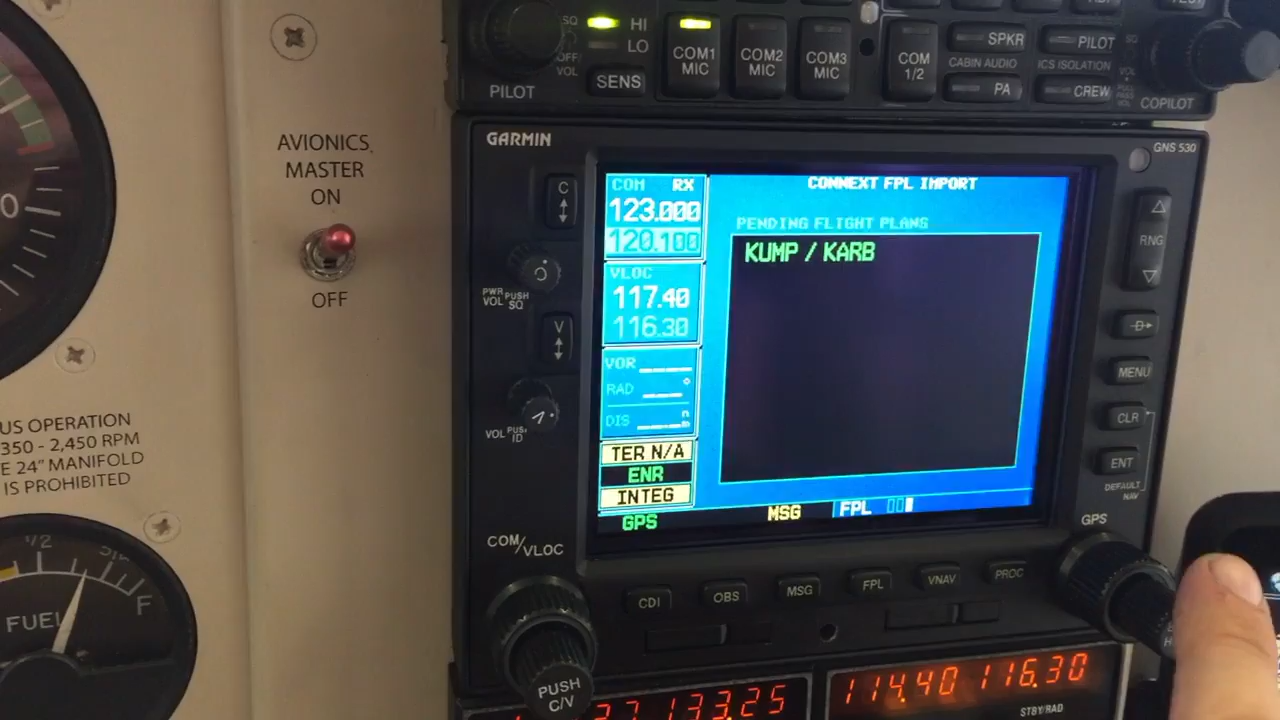 SQ
OFF
VOL
PILOT
HI
LO
SENS
COM1
MIC
COM2
MIC
COM3
MIC
COM
1/2
SPKR
CABIN AUDIO
PA
PILOT
ICS ISOLATION
CREW
COPILOT
AVIONICS
MASTER
ON
OFF
GARMIN
GNS 530
C
PWR
VOL PUSH
SQ
V
VOL PUSH
ID
COM/VLOC
PUSH
C/V
COM RX
123.000
120.100
VLOC
117.40
116.30
VOR
RAD
DIS
TER N/A
ENR
INTEG
GPS
CONNEXT FPL IMPORT
PENDING FLIGHT PLANS
KUMP / KARB
MSG
FPL
RNG
D
MENU
CLR
ENT
DEFAULT
NAV
GPS
CDI
OBS
MSG
FPL
VNAV
PROC
US OPERATION
350 - 2,450 RPM
E 24" MANIFOLD
IS PROHIBITED
0
1/2
F
FUEL
133.25
114.40 116.30
STBY/RAD